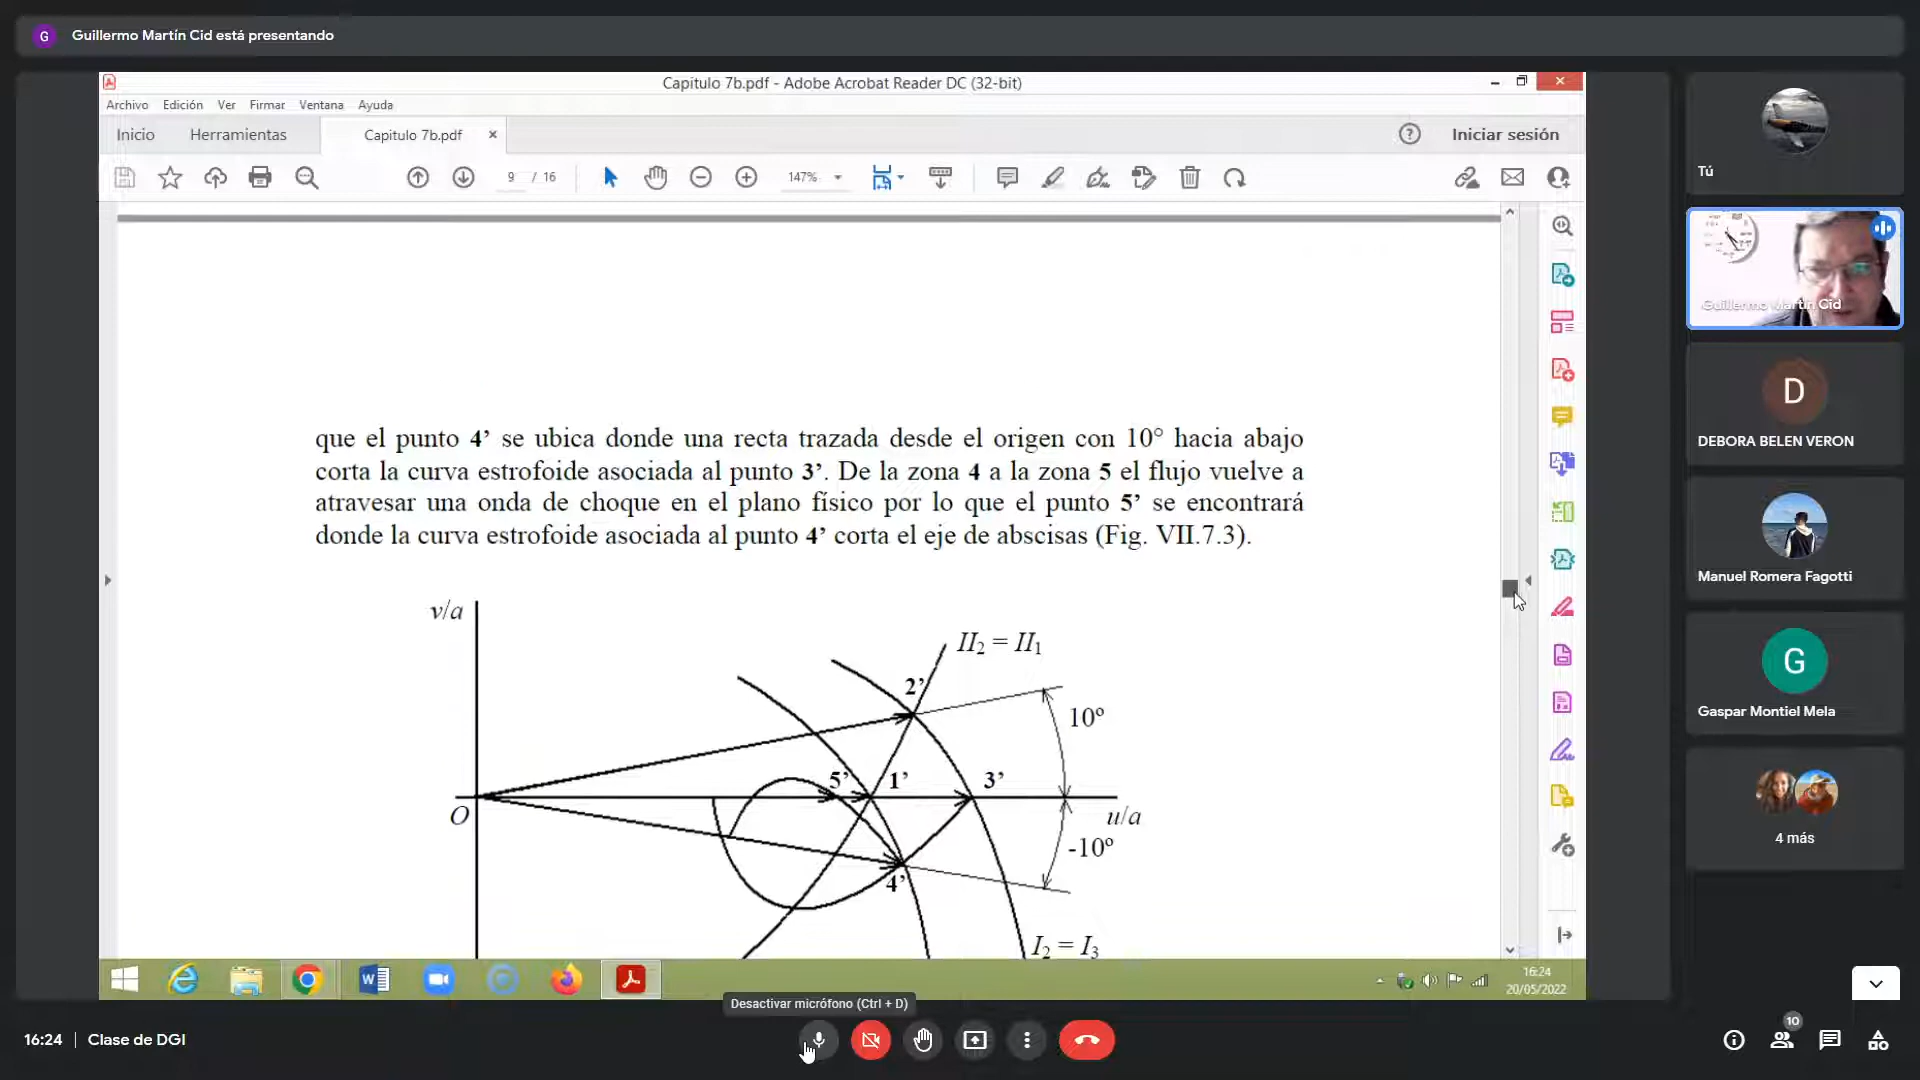 G Guillermo Martín Cid está presentando
Capitulo 7b.pdf - Adobe Acrobat Reader DC (32-bit)
Archivo Edición Ver Firmar Ventana Ayuda
Inicio Herramientas Capitulo 7b.pdf × ? Iniciar sesión
9 / 16 147%
que el punto 4’ se ubica donde una recta trazada desde el origen con 10° hacia abajo
corta la curva estrofoide asociada al punto 3’. De la zona 4 a la zona 5 el flujo vuelve a
atravesar una onda de choque en el plano físico por lo que el punto 5’ se encontrará
donde la curva estrofoide asociada al punto 4’ corta el eje de abscisas (Fig. VII.7.3).
v/a
II₂ = II₁
2’
10º
5’ 1’ 3’
O
u/a
-10º
4’
I₂ = I₃
16:24
20/05/2022
Tú
Guillermo Martín Cid
D
DEBORA BELEN VERON
Manuel Romera Fagotti
G
Gaspar Montiel Mela
4 más
Desactivar micrófono (Ctrl + D)
16:24 | Clase de DGI
10